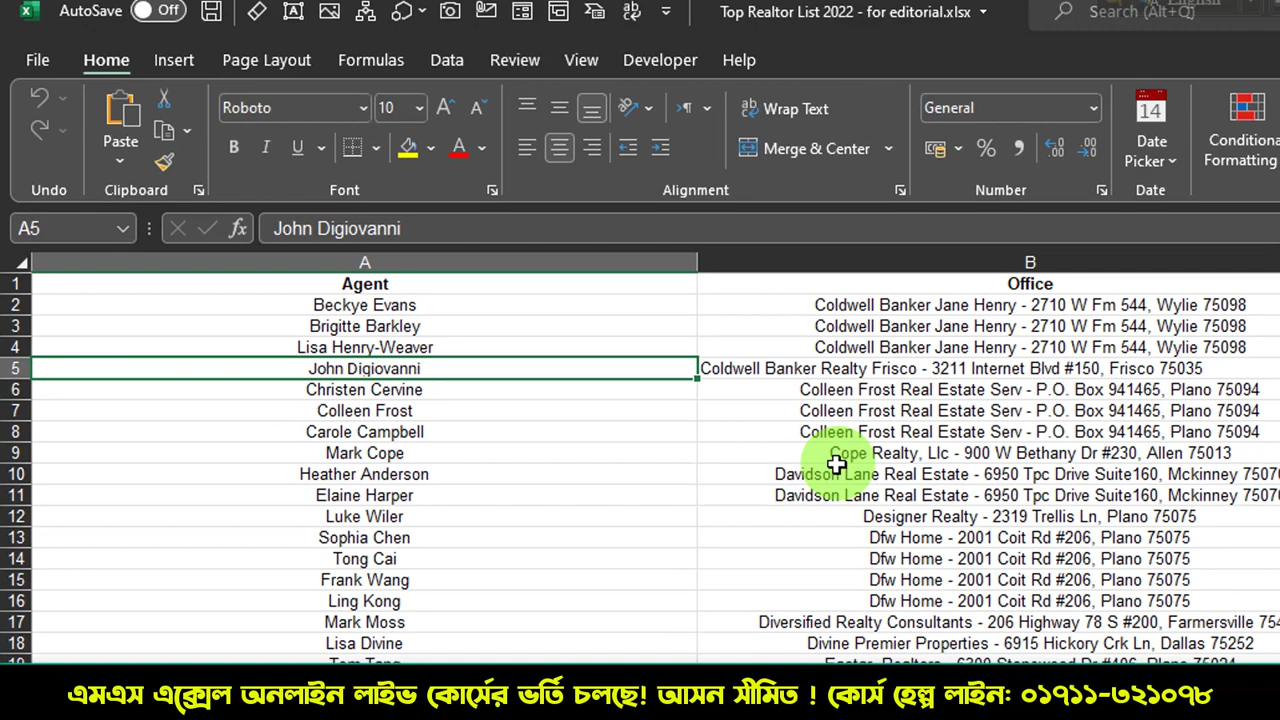 AutoSave Off Top Realtor List 2022 - for editorial.xlsx Search (Alt+Q)
File Home Insert Page Layout Formulas Data Review View Developer Help
Roboto 10 Wrap Text General 14
Paste B I U Merge & Center Date Picker Conditiona Formatting
Undo Clipboard Font Alignment Number Date
A5 fx John Digiovanni
A B
1 Agent Office
2 Beckye Evans Coldwell Banker Jane Henry - 2710 W Fm 544, Wylie 75098
3 Brigitte Barkley Coldwell Banker Jane Henry - 2710 W Fm 544, Wylie 75098
4 Lisa Henry-Weaver Coldwell Banker Jane Henry - 2710 W Fm 544, Wylie 75098
5 John Digiovanni Coldwell Banker Realty Frisco - 3211 Internet Blvd #150, Frisco 75035
6 Christen Cervine Colleen Frost Real Estate Serv - P.O. Box 941465, Plano 75094
7 Colleen Frost Colleen Frost Real Estate Serv - P.O. Box 941465, Plano 75094
8 Carole Campbell Colleen Frost Real Estate Serv - P.O. Box 941465, Plano 75094
9 Mark Cope Cope Realty, Llc - 900 W Bethany Dr #230, Allen 75013
10 Heather Anderson Davidson Lane Real Estate - 6950 Tpc Drive Suite160, Mckinney 7507
11 Elaine Harper Davidson Lane Real Estate - 6950 Tpc Drive Suite160, Mckinney 7507
12 Luke Wiler Designer Realty - 2319 Trellis Ln, Plano 75075
13 Sophia Chen Dfw Home - 2001 Coit Rd #206, Plano 75075
14 Tong Cai Dfw Home - 2001 Coit Rd #206, Plano 75075
15 Frank Wang Dfw Home - 2001 Coit Rd #206, Plano 75075
16 Ling Kong Dfw Home - 2001 Coit Rd #206, Plano 75075
17 Mark Moss Diversified Realty Consultants - 206 Highway 78 S #200, Farmersville 754
18 Lisa Divine Divine Premier Properties - 6915 Hickory Crk Ln, Dallas 75252
এমএস এক্সেল অনলাইন লাইভ কোর্সের ভর্তি চলছে! আসন সীমিত ! কোর্স হেল্প লাইন: ০১৭১১-৩২১০৭৮